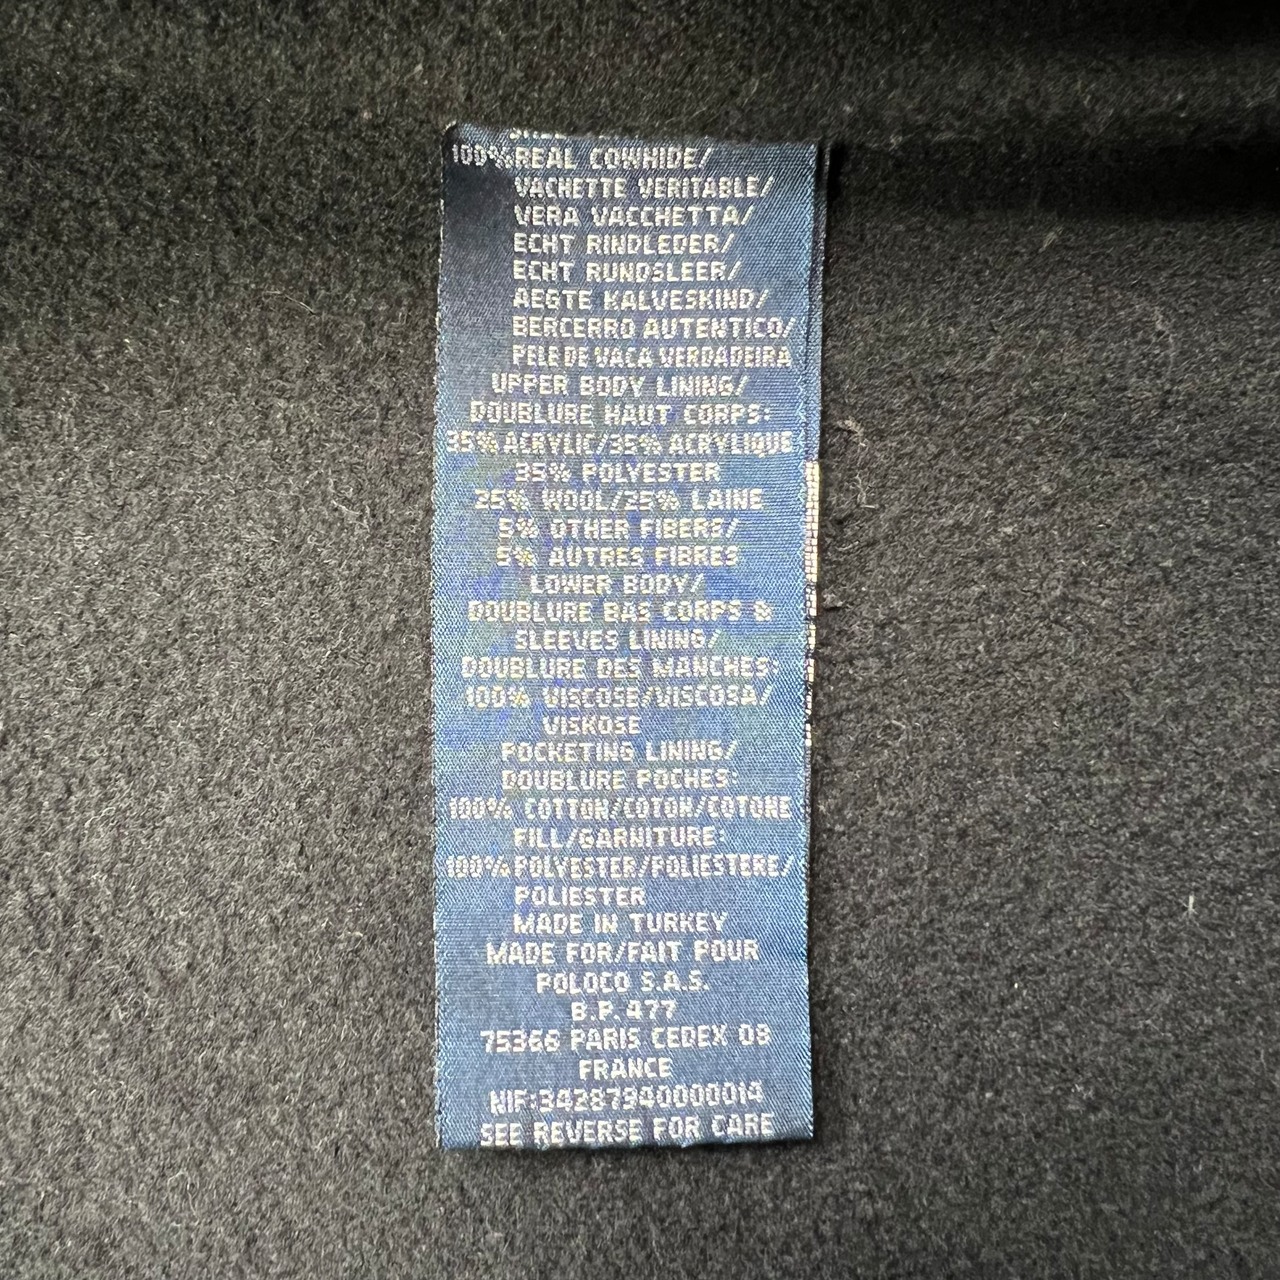 100% REAL COWHIDE/
VACHETTE VERITABLE/
VERA VACCHETTA/
ECHT RINDLEDER/
ECHT RUNDSLEER/
AEGTE KALVESKIND/
BERCERRO AUTENTICO/
PELE DE VACA VERDADEIRA
UPPER BODY LINING/
DOUBLURE HAUT CORPS:
35% ACRYLIC/35% ACRYLIQUE
35% POLYESTER
25% WOOL/25% LAINE
5% OTHER FIBERS/
5% AUTRES FIBRES
LOWER BODY/
DOUBLURE BAS CORPS &
SLEEVES LINING/
DOUBLURE DES MANCHES:
100% VISCOSE/VISCOSA/
VISKOSE
POCKETING LINING/
DOUBLURE POCHES:
100% COTTON/COTON/COTONE
FILL/GARNITURE:
100% POLYESTER/POLIESTERE/
POLIESTER
MADE IN TURKEY
MADE FOR/FAIT POUR
POLOCO S.A.S.
B.P. 477
75366 PARIS CEDEX 08
FRANCE
NIF:34287940000014
SEE REVERSE FOR CARE